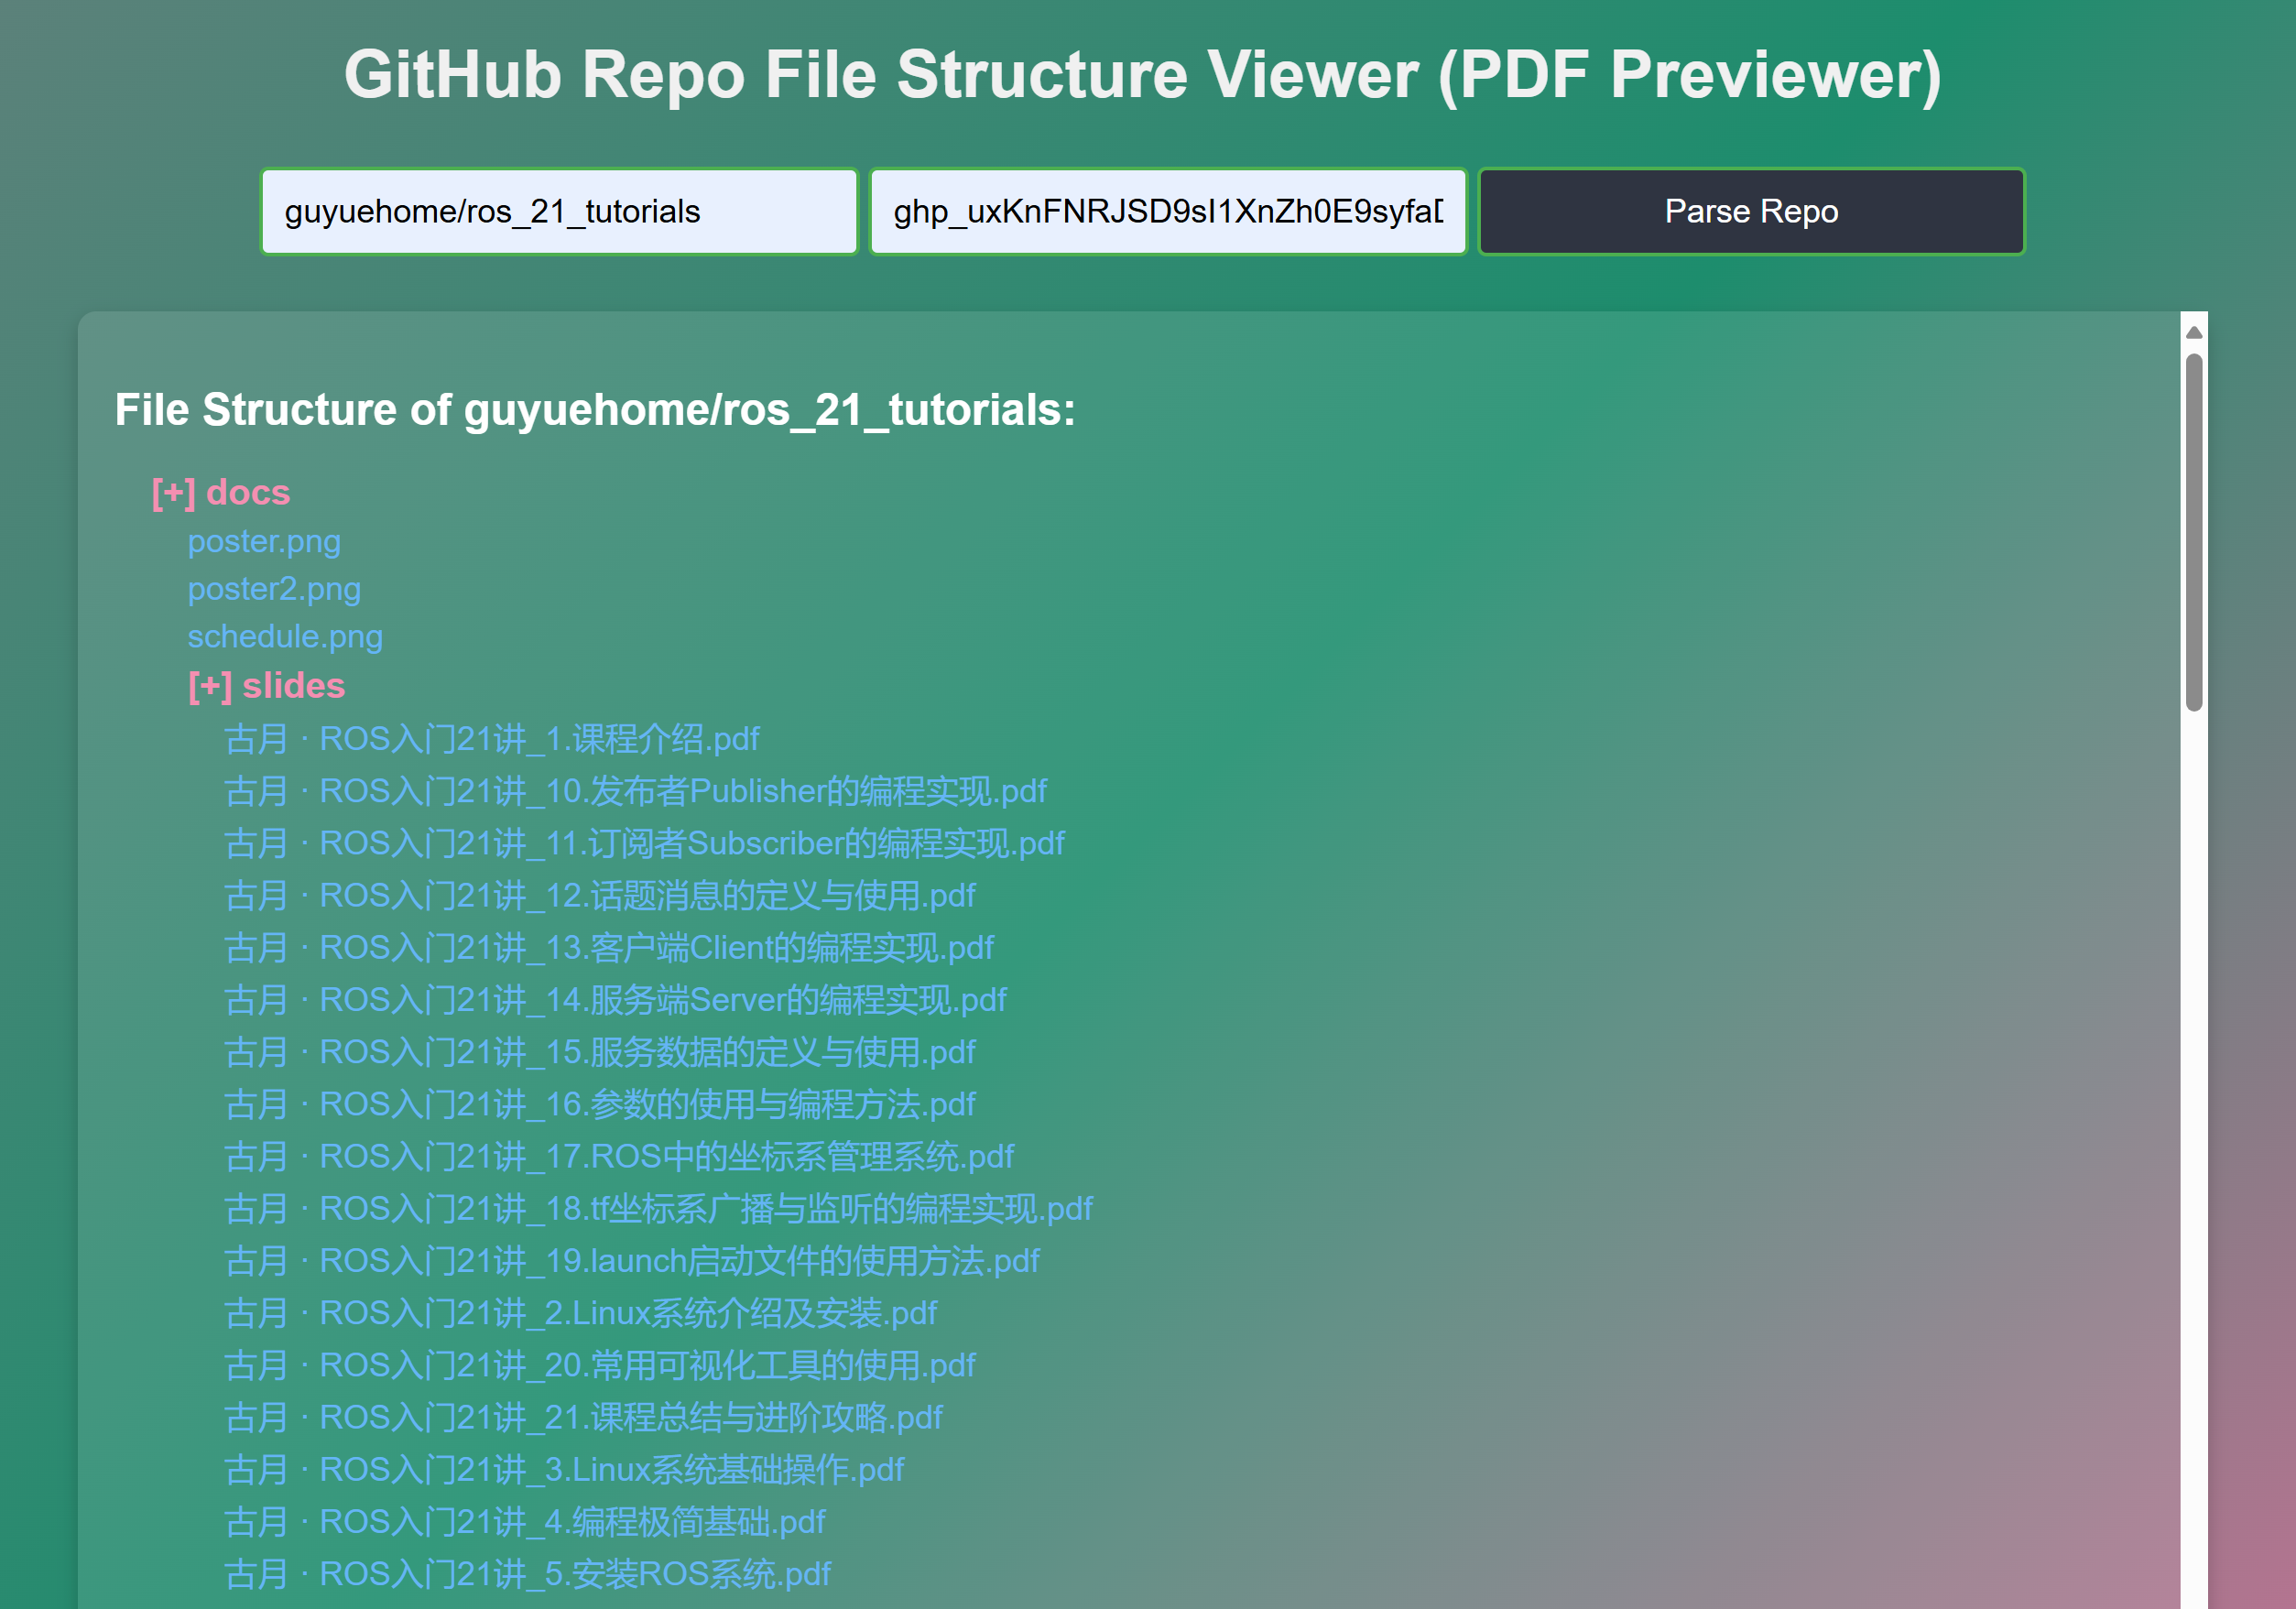 GitHub Repo File Structure Viewer (PDF Previewer)
guyuehome/ros_21_tutorials
Parse Repo
File Structure of guyuehome/ros_21_tutorials:
[+] docs
poster.png
poster2.png
schedule.png
[+] slides
古月 · ROS入门21讲_1.课程介绍.pdf
古月 · ROS入门21讲_10.发布者Publisher的编程实现.pdf
古月 · ROS入门21讲_11.订阅者Subscriber的编程实现.pdf
古月 · ROS入门21讲_12.话题消息的定义与使用.pdf
古月 · ROS入门21讲_13.客户端Client的编程实现.pdf
古月 · ROS入门21讲_14.服务端Server的编程实现.pdf
古月 · ROS入门21讲_15.服务数据的定义与使用.pdf
古月 · ROS入门21讲_16.参数的使用与编程方法.pdf
古月 · ROS入门21讲_17.ROS中的坐标系管理系统.pdf
古月 · ROS入门21讲_18.tf坐标系广播与监听的编程实现.pdf
古月 · ROS入门21讲_19.launch启动文件的使用方法.pdf
古月 · ROS入门21讲_2.Linux系统介绍及安装.pdf
古月 · ROS入门21讲_20.常用可视化工具的使用.pdf
古月 · ROS入门21讲_21.课程总结与进阶攻略.pdf
古月 · ROS入门21讲_3.Linux系统基础操作.pdf
古月 · ROS入门21讲_4.编程极简基础.pdf
古月 · ROS入门21讲_5.安装ROS系统.pdf